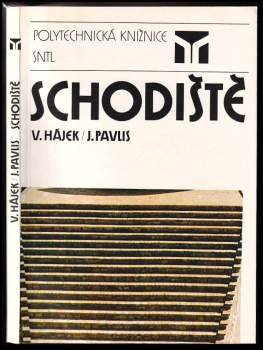 POLYTECHNICKÁ KNIŽNICE
SNTL
SCHODIŠTĚ
V. HÁJEK/J. PAVLIS
V. HÁJEK/J. PAVLIS SCHODIŠTĚ